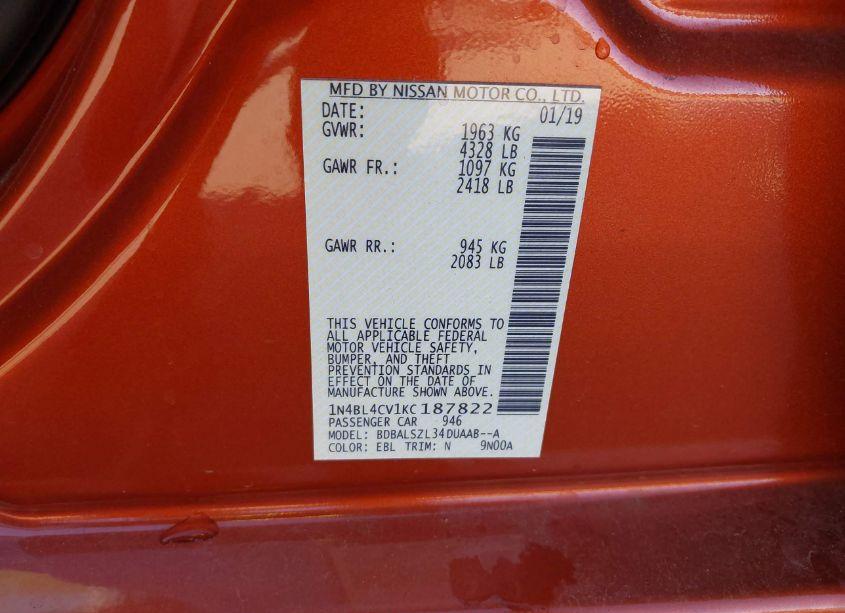 MFD BY NISSAN MOTOR CO., LTD.
DATE: 01/19
GVWR: 1963 KG
4328 LB
GAWR FR.: 1097 KG
2418 LB
GAWR RR.: 945 KG
2083 LB
THIS VEHICLE CONFORMS TO
ALL APPLICABLE FEDERAL
MOTOR VEHICLE SAFETY,
BUMPER, AND THEFT
PREVENTION STANDARDS IN
EFFECT ON THE DATE OF
MANUFACTURE SHOWN ABOVE.
1N4BL4CV1KC187822
PASSENGER CAR 946
MODEL: BDBALSZL34DUAAB--A
COLOR: EBL TRIM: N 9N00A